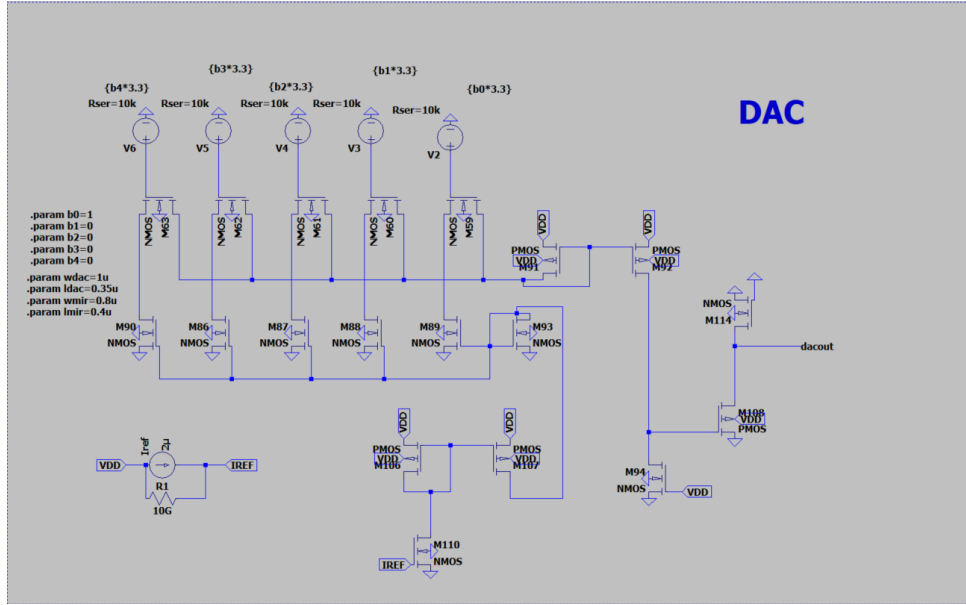 {b4*3.3}
{b3*3.3}
{b2*3.3}
{b1*3.3}
{b0*3.3}
Rser=10k
Rser=10k
Rser=10k
Rser=10k
Rser=10k
V6
V5
V4
V3
V2
DAC
NMOS
M63
NMOS
M62
NMOS
M61
NMOS
M60
NMOS
M59
.param b0=1
.param b1=0
.param b2=0
.param b3=0
.param b4=0
.param wdac=1u
.param ldac=0.35u
.param wmir=0.8u
.param lmir=0.4u
VDD
PMOS
VDD
M91
VDD
PMOS
VDD
M92
M90
NMOS
M86
NMOS
M87
NMOS
M88
NMOS
M89
NMOS
M93
NMOS
NMOS
M114
dacout
M108
VDD
PMOS
VDD
PMOS
VDD
M106
VDD
PMOS
VDD
M107
M94
NMOS
VDD
VDD
Iref
2µ
IREF
R1
10G
M110
NMOS
IREF